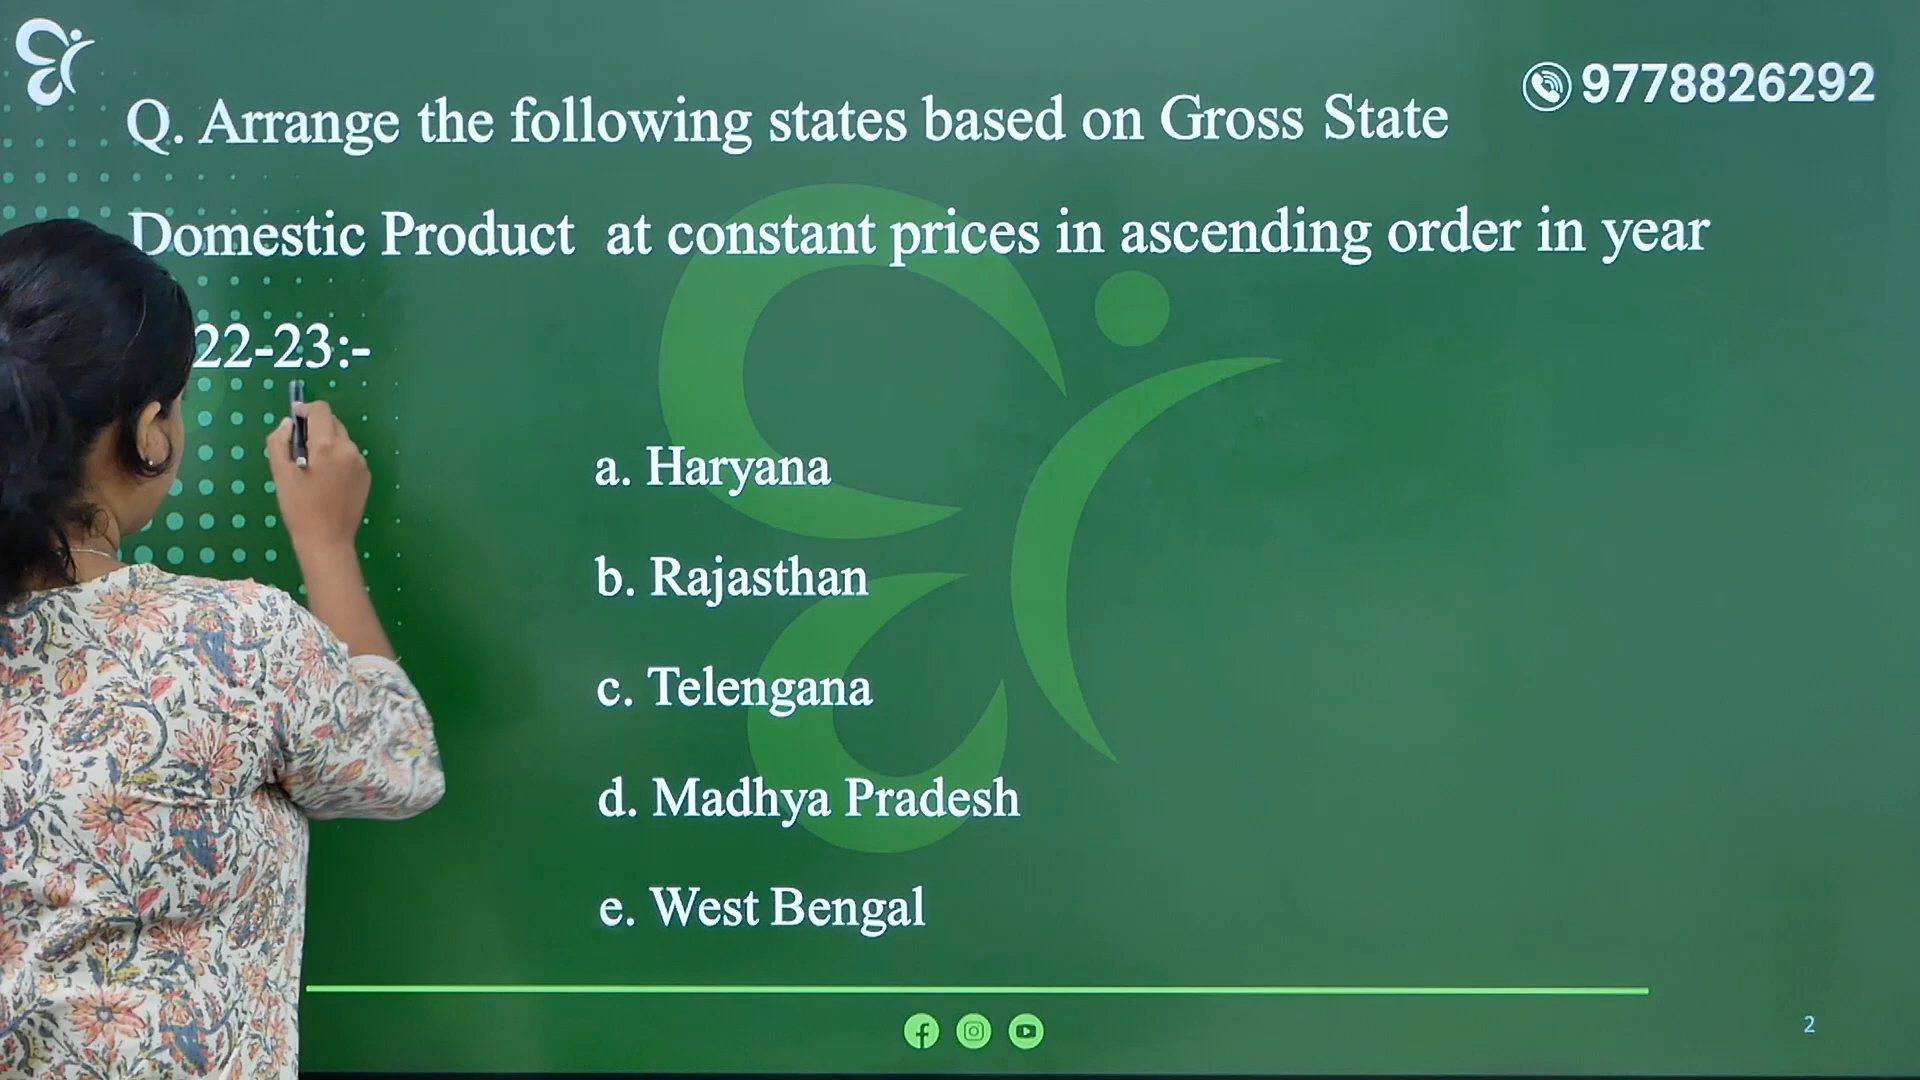 9778826292
Q. Arrange the following states based on Gross State
Domestic Product at constant prices in ascending order in year
22-23:-
a. Haryana
b. Rajasthan
c. Telengana
d. Madhya Pradesh
e. West Bengal
2